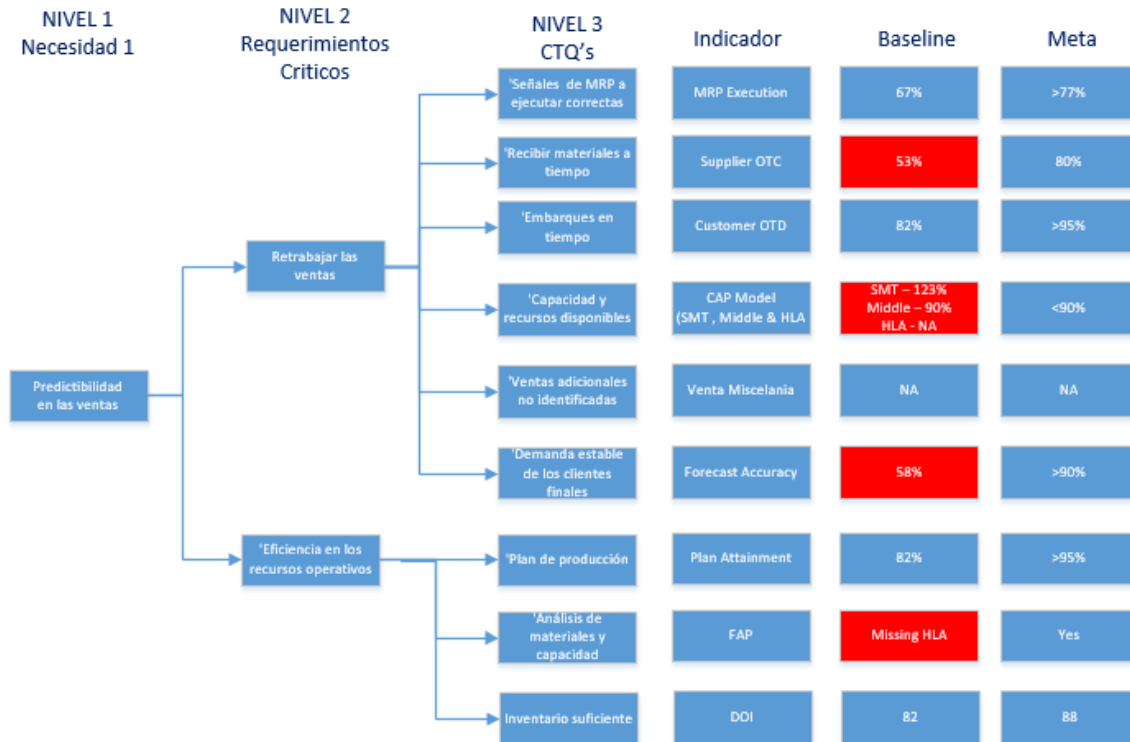 NIVEL 1
Necesidad 1
NIVEL 2
Requerimientos
Criticos
NIVEL 3
CTQ's
Indicador
Baseline
Meta
'Señales de MRP a
ejecutar correctas
MRP Execution
67%
>77%
'Recibir materiales a
tiempo
Supplier OTC
53%
80%
'Embarques en
tiempo
Customer OTD
82%
>95%
Retrabajar las
ventas
'Capacidad y
recursos disponibles
CAP Model
(SMT , Middle & HLA
SMT – 123%
Middle – 90%
HLA - NA
<90%
Predictibilidad
en las ventas
'Ventas adicionales
no identificadas
Venta Miscelania
NA
NA
'Demanda estable
de los clientes
finales
Forecast Accuracy
58%
>90%
'Eficiencia en los
recursos operativos
'Plan de producción
Plan Attainment
82%
>95%
'Análisis de
materiales y
capacidad
FAP
Missing HLA
Yes
Inventario suficiente
DOI
82
88